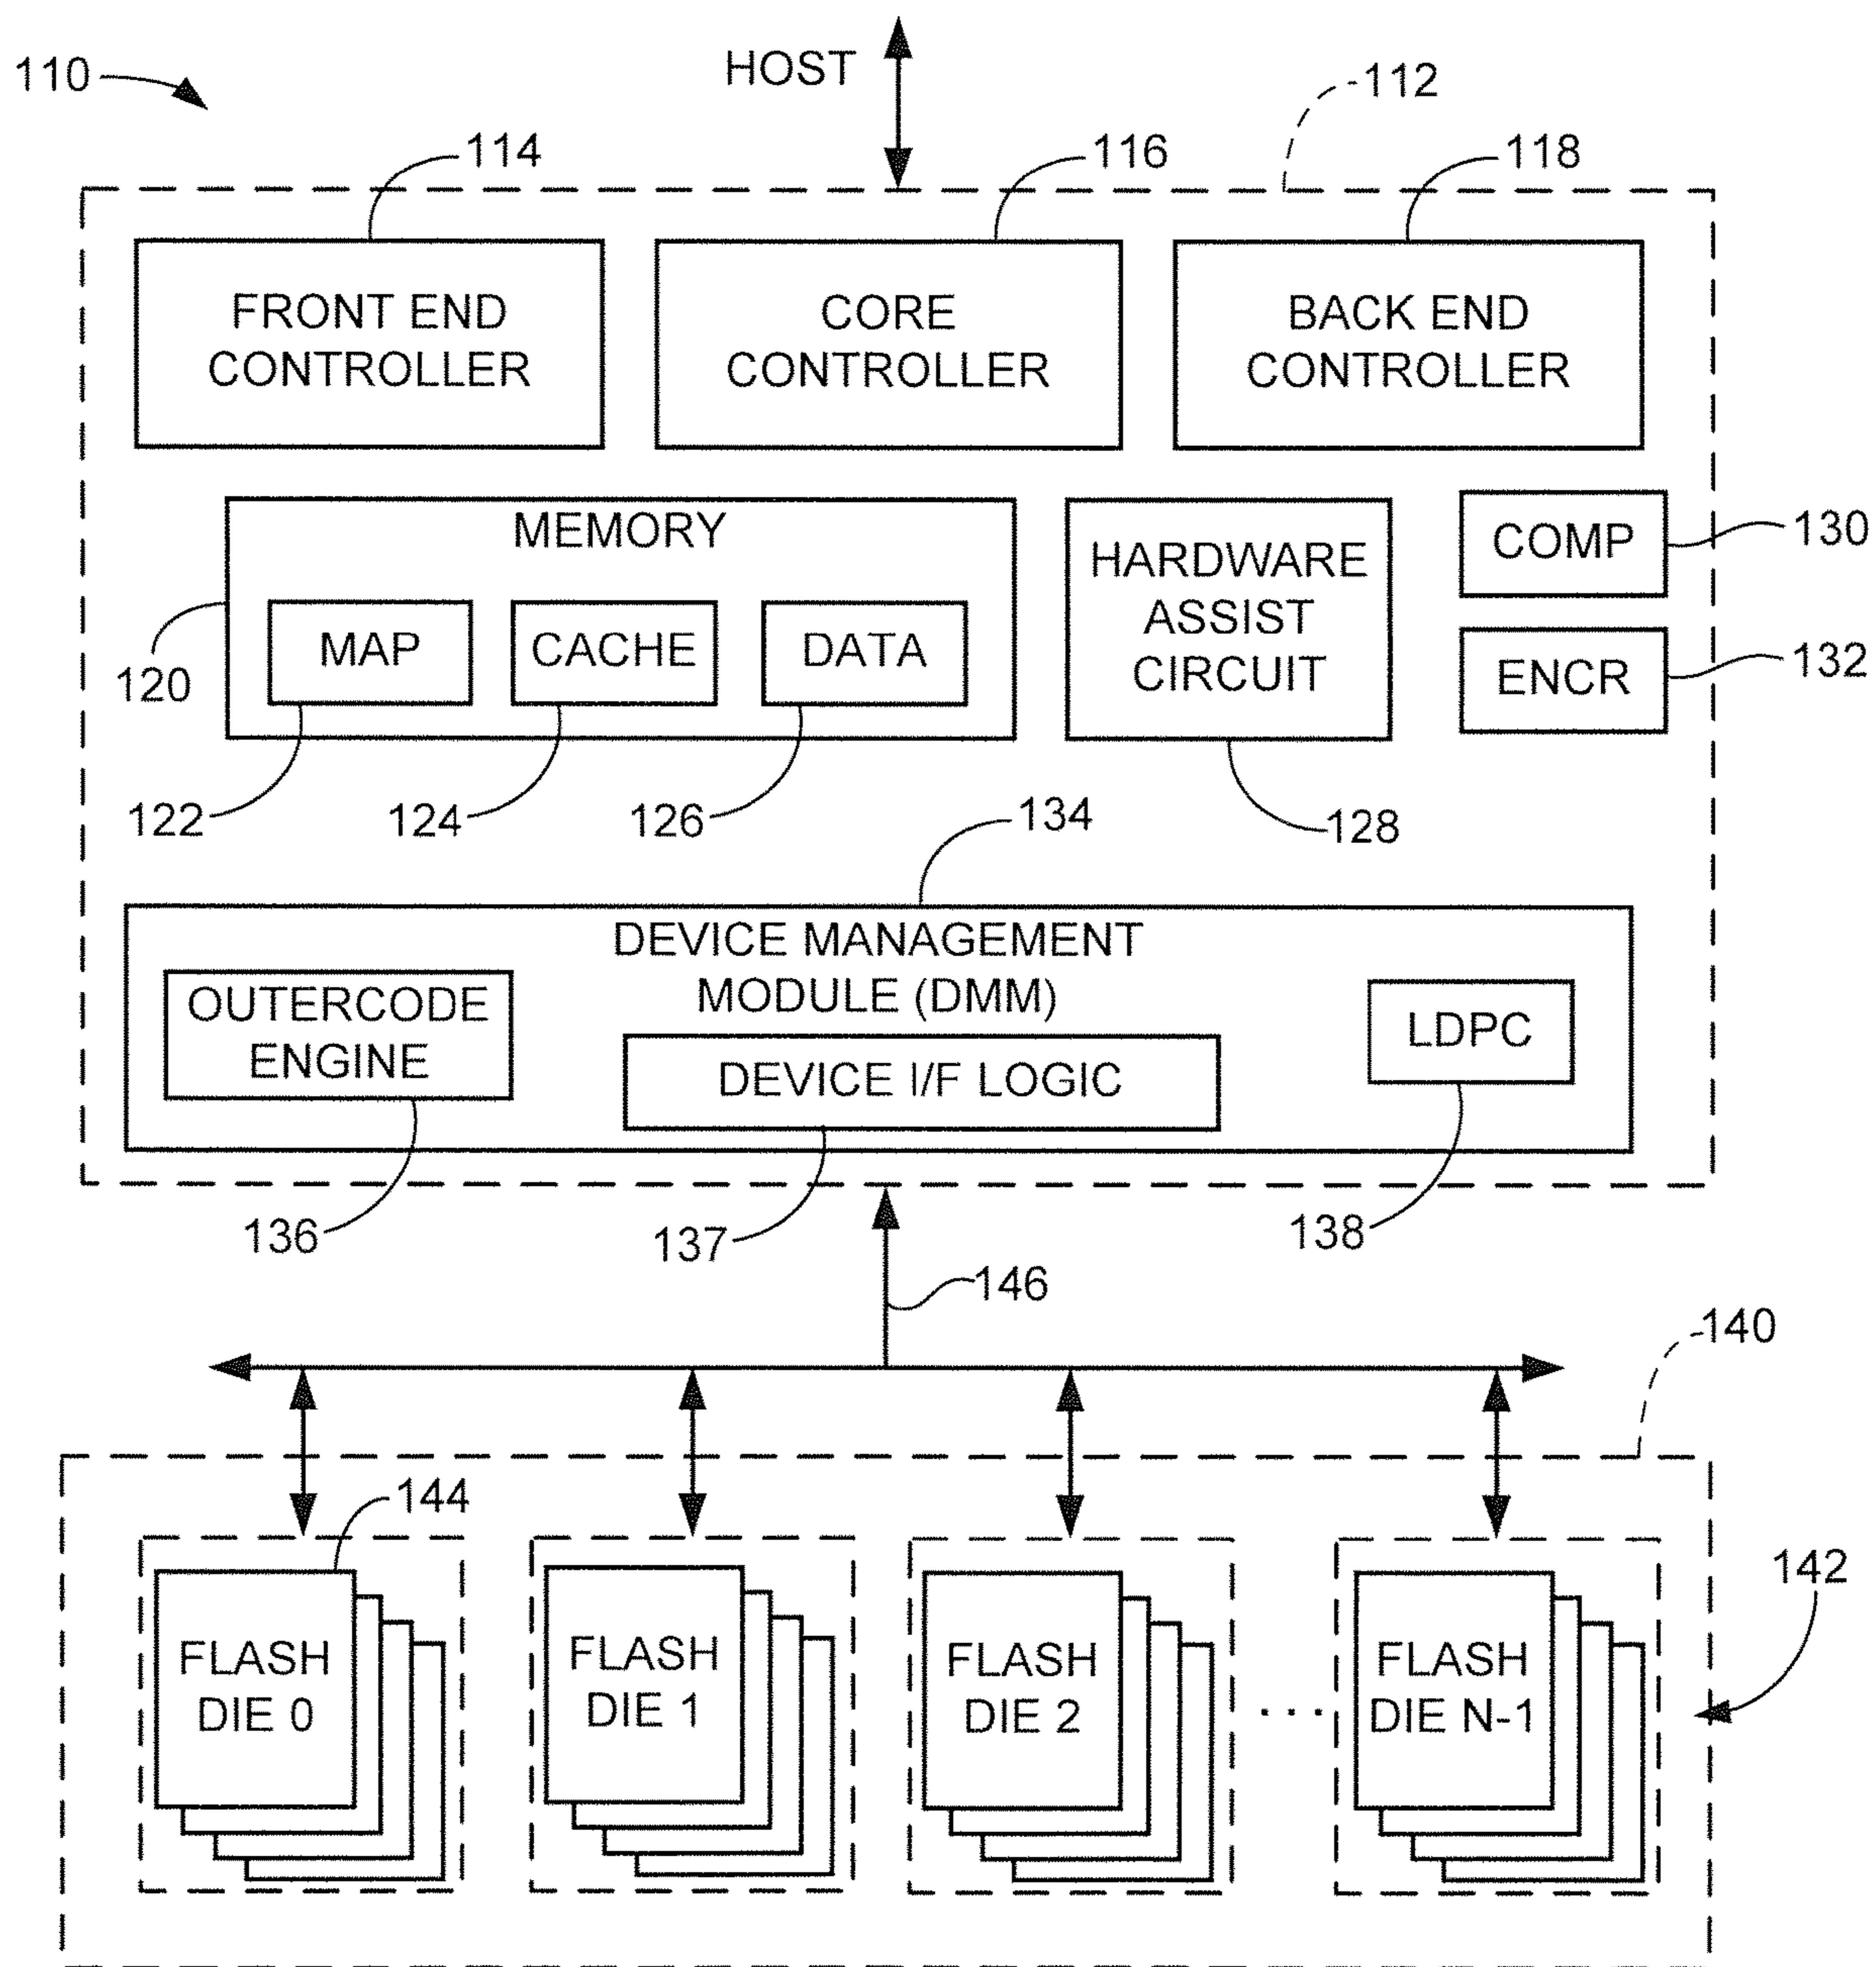 HOST
110
112
114
116
118
FRONT END
CONTROLLER
CORE
CONTROLLER
BACK END
CONTROLLER
MEMORY
MAP
CACHE
DATA
120
HARDWARE
ASSIST
CIRCUIT
COMP
130
ENCR
132
122
124
126
134
128
DEVICE MANAGEMENT
MODULE (DMM)
OUTERCODE
ENGINE
DEVICE I/F LOGIC
LDPC
136
137
138
146
140
144
142
FLASH
DIE 0
FLASH
DIE 1
FLASH
DIE 2
. . .
FLASH
DIE N-1